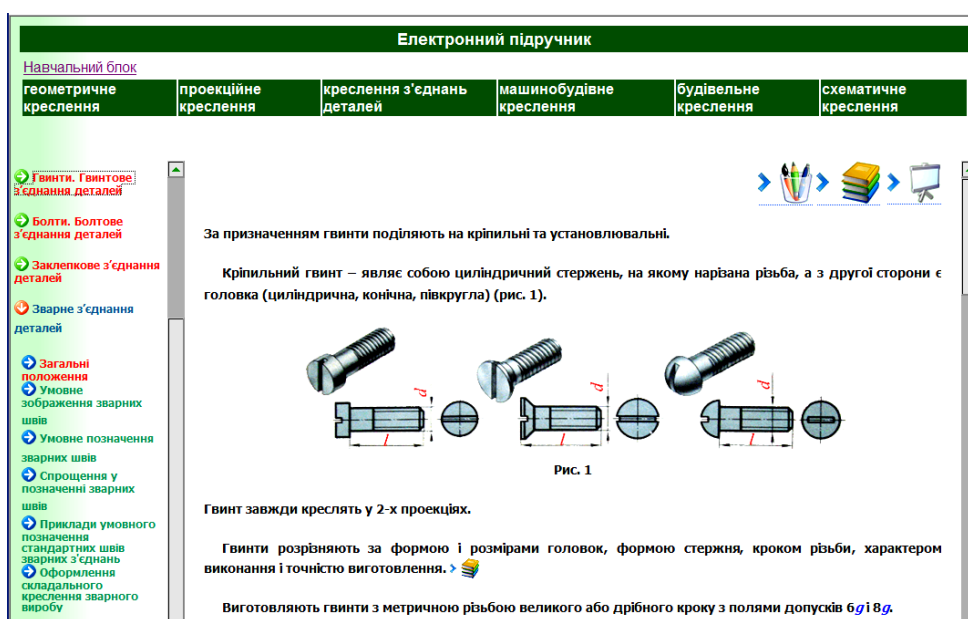 Електронний підручник
Навчальний блок
геометричне креслення
проекційне креслення
креслення з'єднань деталей
машинобудівне креслення
будівельне креслення
схематичне креслення
Гвинти. Гвинтове
з'єднання деталей
Болти. Болтове
з'єднання деталей
Заклепкове з'єднання
деталей
Зварне з'єднання
деталей
Загальні
положення
Умовне
зображення зварних
швів
Умовне позначення
зварних швів
Спрощення у
позначенні зварних
швів
Приклади умовного
позначення
стандартних швів
зварних з'єднань
Оформлення
складального
креслення зварного
виробу
За призначенням гвинти поділяють на кріпильні та установлювальні.
Кріпильний гвинт – являє собою циліндричний стержень, на якому нарізана різьба, а з другої сторони є
головка (циліндрична, конічна, півкругла) (рис. 1).
d
d
d
l
l
l
Рис. 1
Гвинт завжди креслять у 2-х проекціях.
Гвинти розрізняють за формою і розмірами головок, формою стержня, кроком різьби, характером
виконання і точністю виготовлення.
Виготовляють гвинти з метричною різьбою великого або дрібного кроку з полями допусків 6g і 8g.